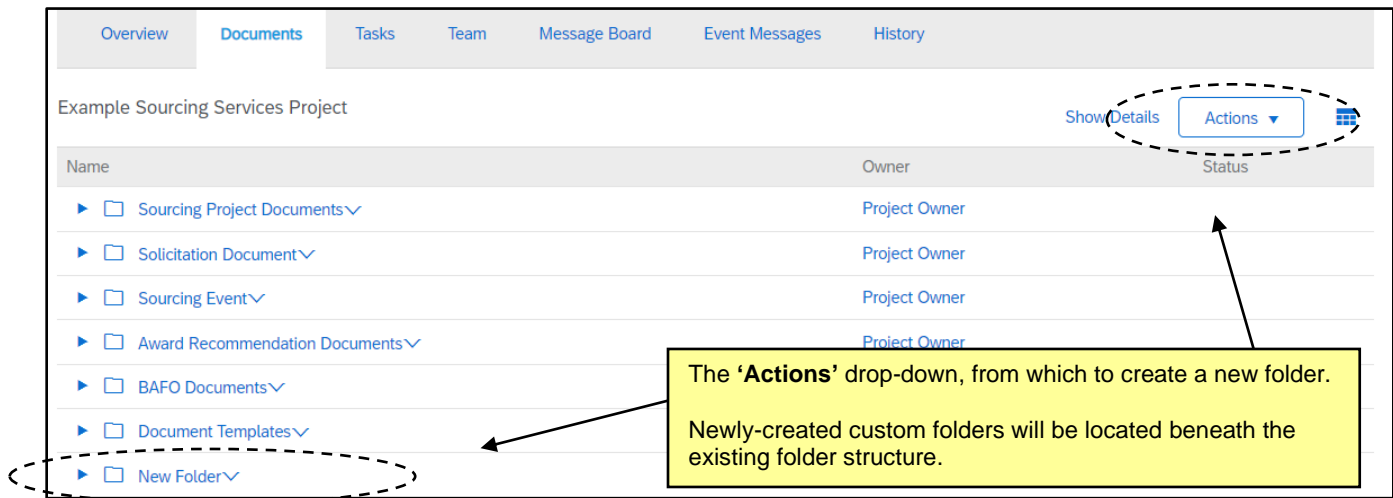 Overview Documents Tasks Team Message Board Event Messages History
Example Sourcing Services Project
Show Details Actions
Name Owner Status
Sourcing Project Documents Project Owner
Solicitation Document Project Owner
Sourcing Event Project Owner
Award Recommendation Documents Project Owner
BAFO Documents
Document Templates
New Folder
The ‘Actions’ drop-down, from which to create a new folder.
Newly-created custom folders will be located beneath the
existing folder structure.